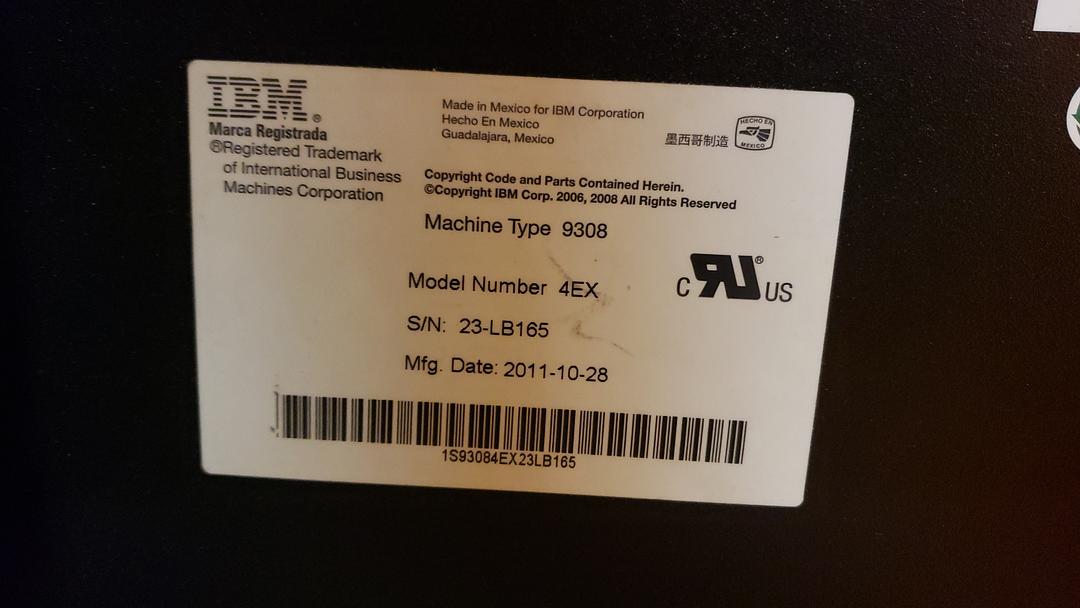 IBM®
Marca Registrada
®Registered Trademark
of International Business
Machines Corporation
Made in Mexico for IBM Corporation
Hecho En Mexico
Guadalajara, Mexico
墨西哥制造
HECHO EN
MEXICO
Copyright Code and Parts Contained Herein.
©Copyright IBM Corp. 2006, 2008 All Rights Reserved
Machine Type 9308
Model Number 4EX
S/N: 23-LB165
Mfg. Date: 2011-10-28
C RU® US
1S93084EX23LB165